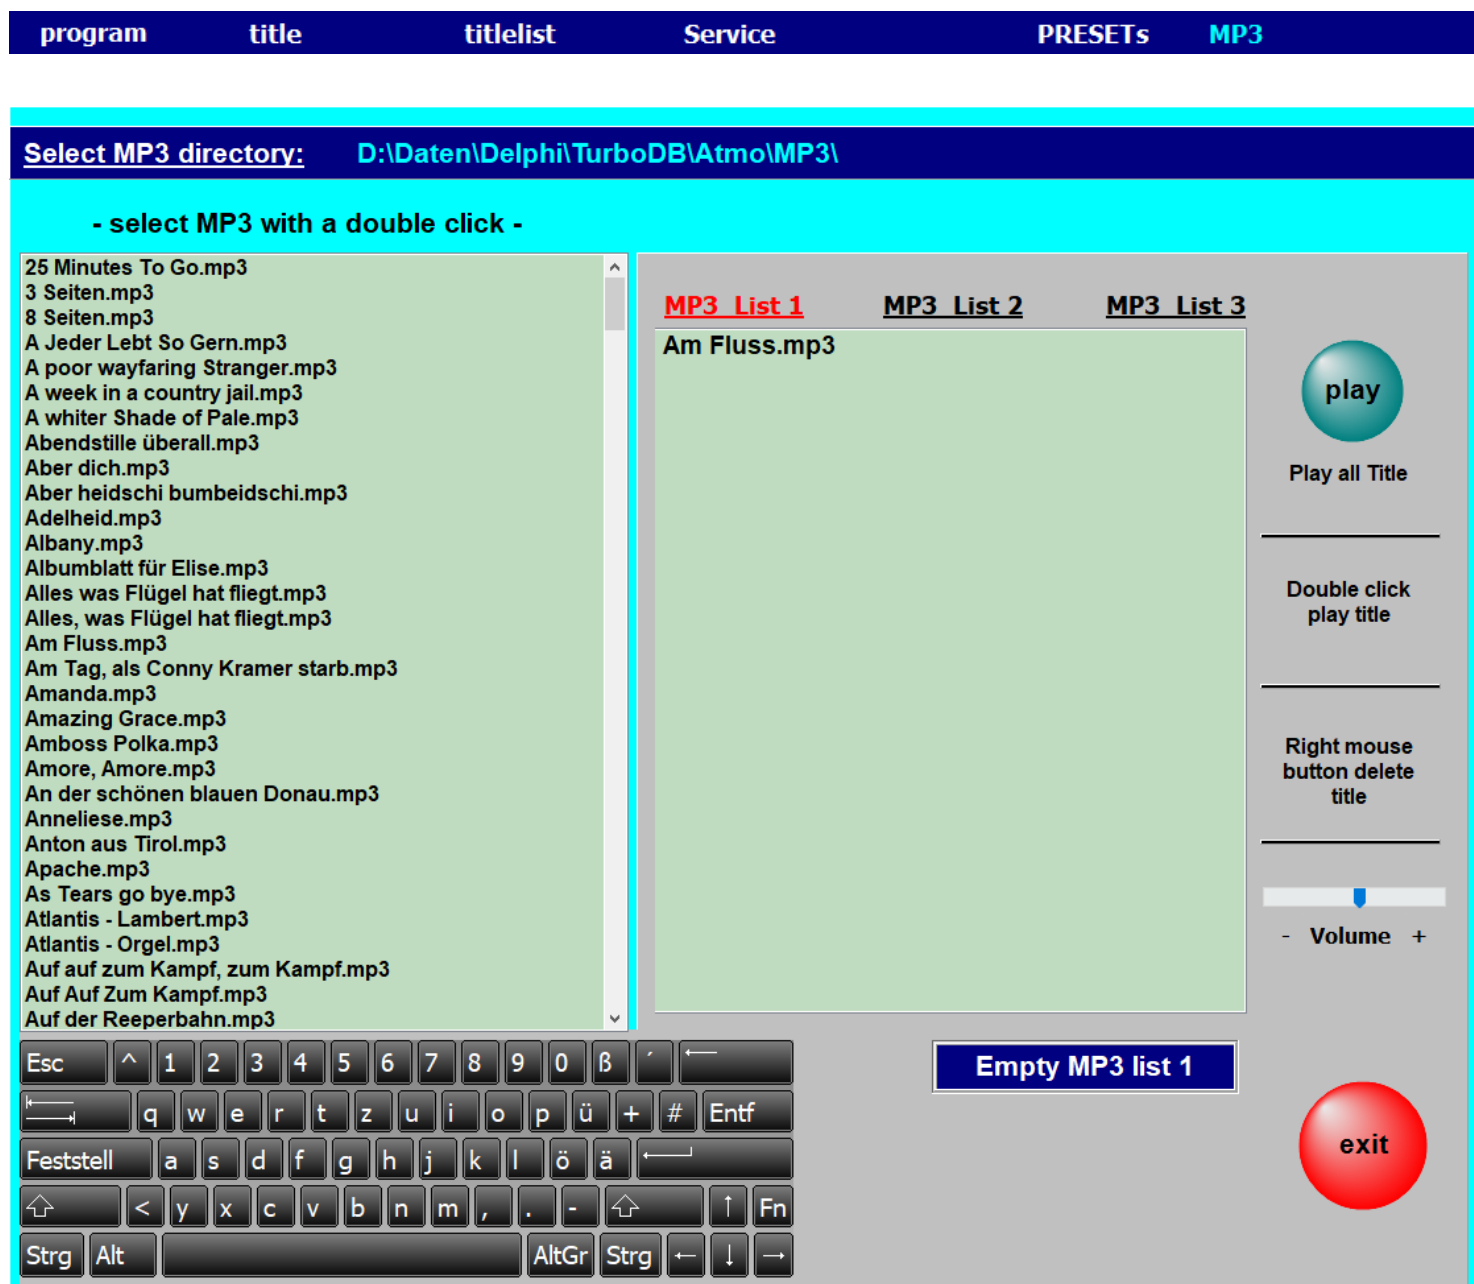 program title titlelist Service PRESETs MP3
Select MP3 directory: D:\Daten\Delphi\TurboDB\Atmo\MP3\
- select MP3 with a double click -
25 Minutes To Go.mp3
3 Seiten.mp3
8 Seiten.mp3
A Jeder Lebt So Gern.mp3
A poor wayfaring Stranger.mp3
A week in a country jail.mp3
A whiter Shade of Pale.mp3
Abendstille überall.mp3
Aber dich.mp3
Aber heidschi bumbeidschi.mp3
Adelheid.mp3
Albany.mp3
Albumblatt für Elise.mp3
Alles was Flügel hat fliegt.mp3
Alles, was Flügel hat fliegt.mp3
Am Fluss.mp3
Am Tag, als Conny Kramer starb.mp3
Amanda.mp3
Amazing Grace.mp3
Amboss Polka.mp3
Amore, Amore.mp3
An der schönen blauen Donau.mp3
Anneliese.mp3
Anton aus Tirol.mp3
Apache.mp3
As Tears go bye.mp3
Atlantis - Lambert.mp3
Atlantis - Orgel.mp3
Auf auf zum Kampf, zum Kampf.mp3
Auf Auf Zum Kampf.mp3
Auf der Reeperbahn.mp3
MP3 List 1 MP3 List 2 MP3 List 3
Am Fluss.mp3
play
Play all Title
Double click
play title
Right mouse
button delete
title
- Volume +
Empty MP3 list 1
exit
Esc ^ 1 2 3 4 5 6 7 8 9 0 ß ´ ←
q w e r t z u i o p ü + # Entf
Feststell a s d f g h j k l ö ä
< y x c v b n m , . - ↑ Fn
Strg Alt AltGr Strg ← ↓ →